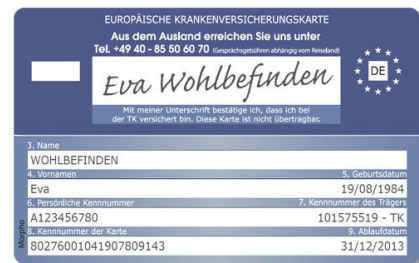 EUROPÄISCHE KRANKENVERSICHERUNGSKARTE
Aus dem Ausland erreichen Sie uns unter
Tel. +49 40 - 85 50 60 70 (Gesprächsgebühren abhängig vom Reiseland)
Eva Wohlbefinden
DE
Mit meiner Unterschrift bestätige ich, dass ich bei
der TK versichert bin. Diese Karte ist nicht übertragbar.
3. Name
WOHLBEFINDEN
4. Vornamen 5. Geburtsdatum
Eva 19/08/1984
6. Persönliche Kennnummer 7. Kennnummer des Trägers
A123456780 101575519 - TK
8. Kennnummer der Karte 9. Ablaufdatum
80276001041907809143 31/12/2013
Morpho